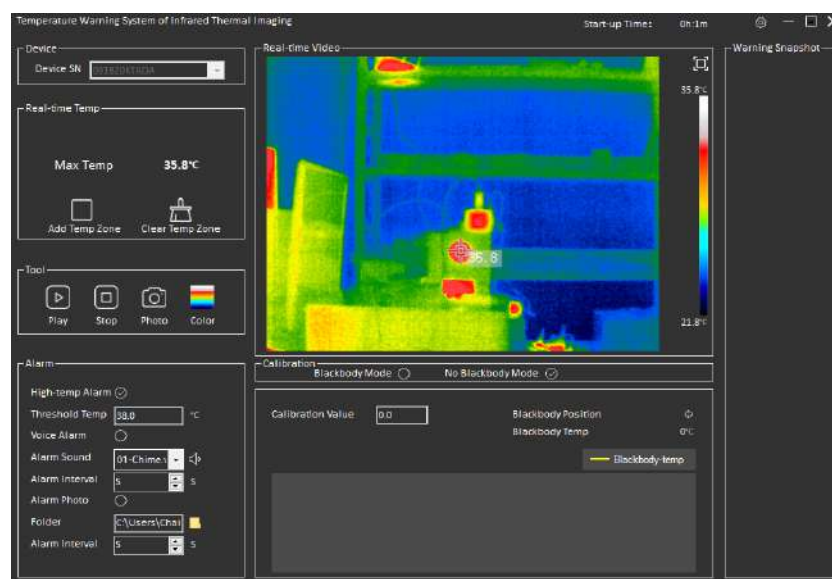 Temperature Warning System of Infrared Thermal Imaging
Start-up Time: 0h:1m
Device
Device SN
Real-time Temp
Max Temp 35.8℃
Add Temp Zone Clear Temp Zone
Tool
Play Stop Photo Color
Alarm
High-temp Alarm
Threshold Temp 38.0 ℃
Voice Alarm
Alarm Sound 01-Chime.
Alarm Interval 5 S
Alarm Photo
Folder C:\Users\Chai
Alarm Interval 5 S
Real-time Video
35.8℃
35.8
21.8℃
Calibration
Blackbody Mode No Blackbody Mode
Calibration Value 0.0
Blackbody Position
Blackbody Temp 0℃
Blackbody-temp
Warning Snapshot